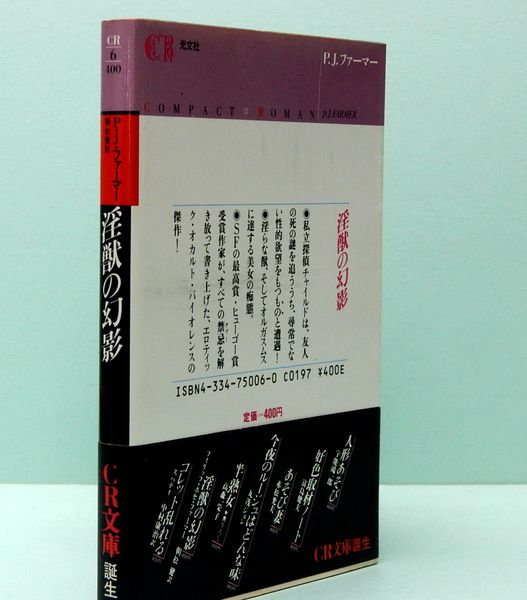 CR
6
400
P・J・ファーマー
淫獣の幻影
CR文庫
誕生
CR
光文社
P.J.ファーマー
COMPACT ROMAN P.J.FARMER
淫獣の幻影
●私立探偵チャイルドは、友人
の死の謎を追ううち、尋常でな
い性的欲望をもつものと遭遇!
●淫らな獣、そしてオルガスムス
に達する美女の痴態。
●SFの最高賞・ヒューゴー賞
受賞作家が、すべての禁忌を解
き放って書き上げた、エロティッ
ク・オカルト・バイオレンスの
傑作!
ISBN4-334-75006-0 C0197 ¥400E
定価=400円
人形あそび
好色取材ノート
あそび妻
今夜のルージュはどんな味
半熟女
淫獣の幻影
コレット乱れる
CR文庫誕生